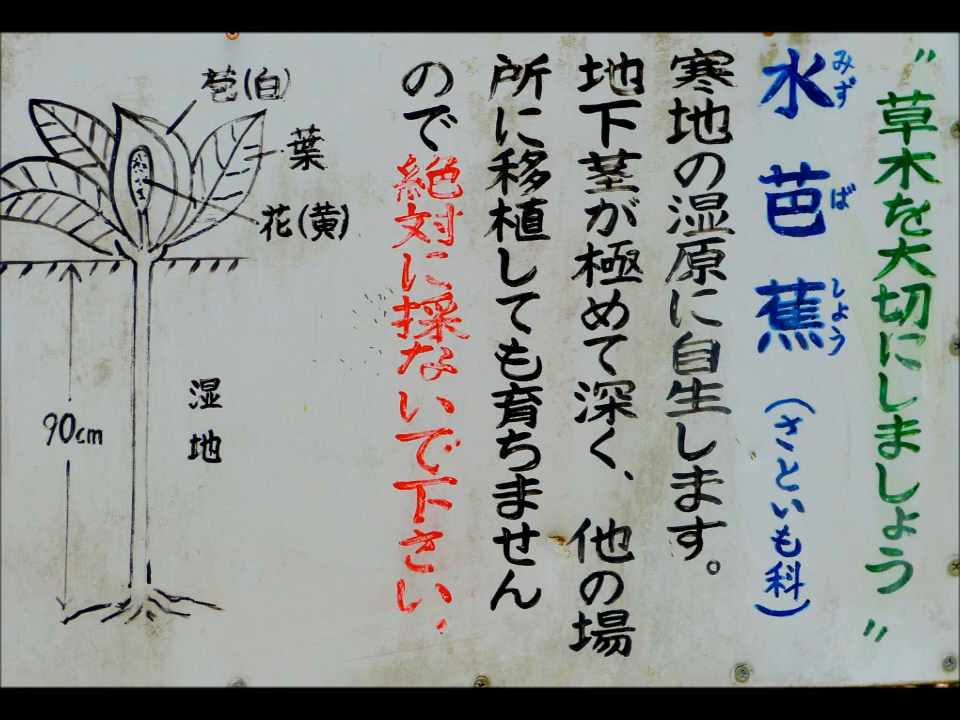 〃草木を大切にしましょう〃
水芭蕉(さといも科)
みずばしょう
寒地の湿原に自生します。
地下茎が極めて深く、他の場
所に移植しても育ちません
ので絶対に採ないで下さい、
苞(白)
葉
花(黄)
湿地
90cm